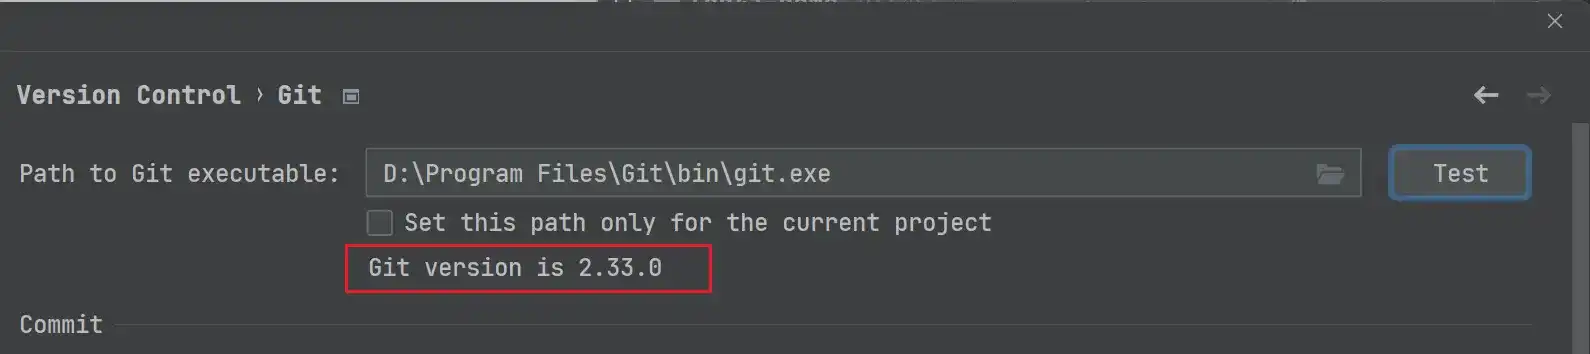 Version Control › Git
Path to Git executable: D:\Program Files\Git\bin\git.exe Test
Set this path only for the current project
Git version is 2.33.0
Commit